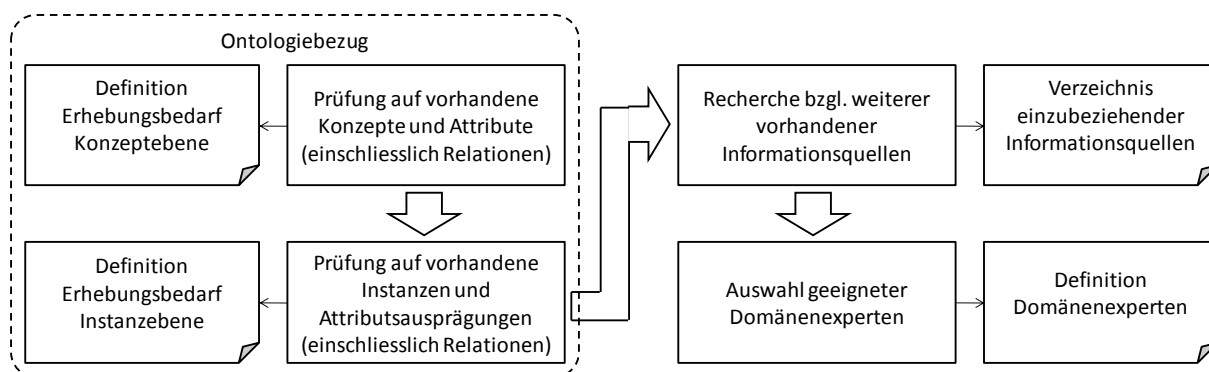 Ontologiebezug
Definition
Erhebungsbedarf
Konzeptebene
Prüfung auf vorhandene
Konzepte und Attribute
(einschliesslich Relationen)
Recherche bzgl. weiterer
vorhandener
Informationsquellen
Verzeichnis
einzubeziehender
Informationsquellen
Definition
Erhebungsbedarf
Instanzebene
Prüfung auf vorhandene
Instanzen und
Attributsausprägungen
(einschliesslich Relationen)
Auswahl geeigneter
Domänenexperten
Definition
Domänenexperten